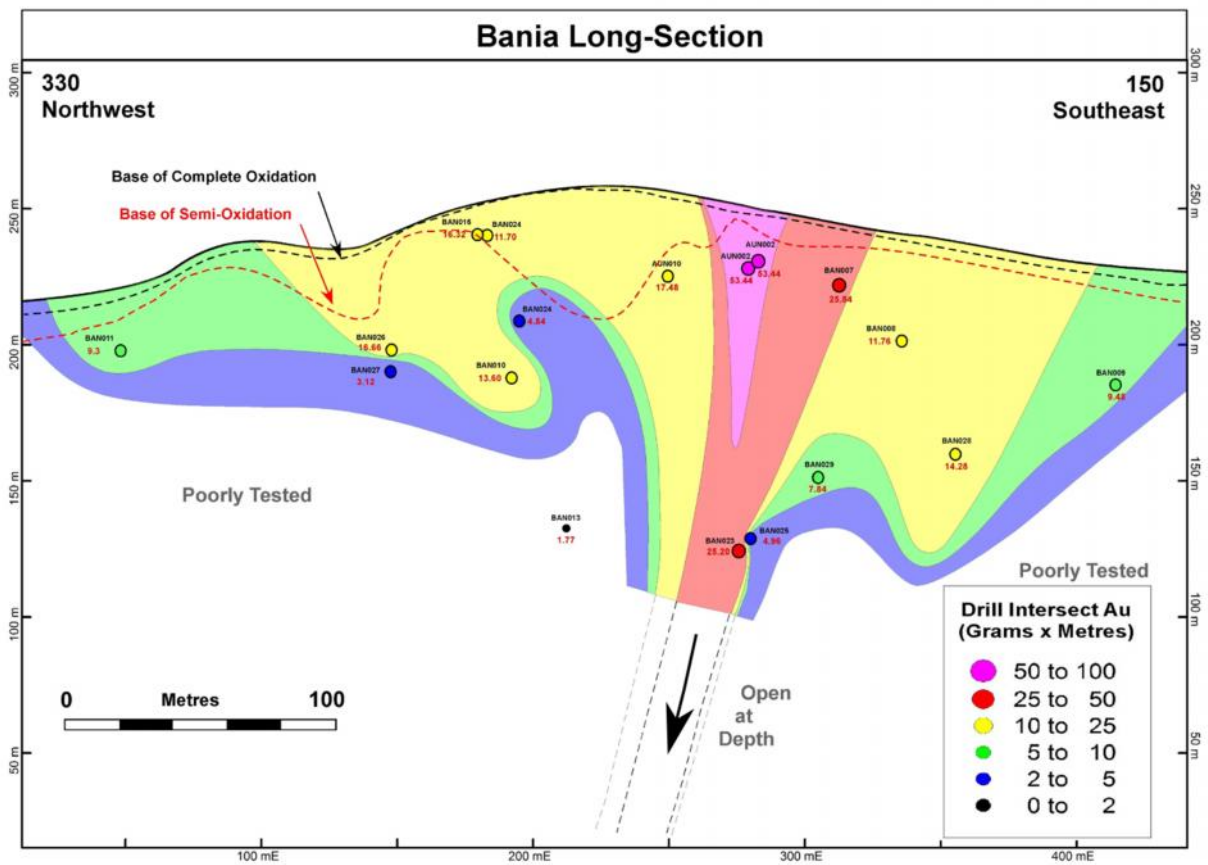 Bania Long-Section
300 m
300 m
330
Northwest
150
Southeast
Base of Complete Oxidation
Base of Semi-Oxidation
250 m
250 m
BAN024
11.70
AUN002
53.44
AUN002
53.44
AUN010
17.48
BAN007
25.84
BAN024
4.54
BAN011
9.3
BAN026
BAN027
3.12
BAN010
13.60
BAN008
11.76
BAN009
9.48
200 m
200 m
BAN028
14.28
BAN029
7.84
150 m
150 m
Poorly Tested
BAN013
1.77
BAN025
4.96
BAN023
25.20
Poorly Tested
100 m
100 m
Drill Intersect Au
(Grams x Metres)
50 to 100
25 to 50
10 to 25
5 to 10
2 to 5
0 to 2
0 Metres 100
Open
at
Depth
50 m
50 m
100 mE
200 mE
300 mE
400 mE